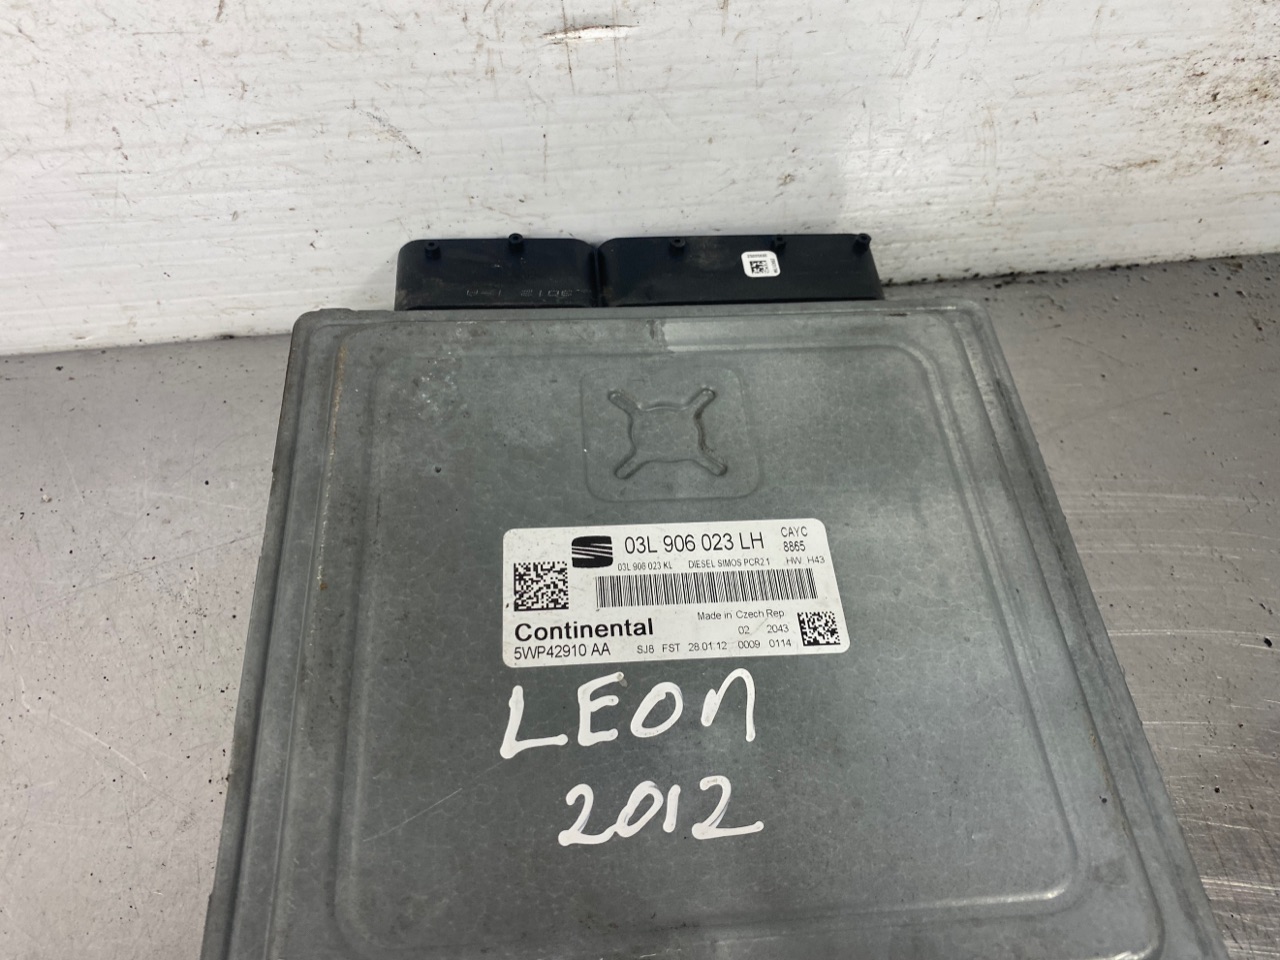 03L 906 023 LH CAYC
8865
03L 906 023 KL DIESEL SIMOS PCR2.1 HW H43
Made in Czech Rep
Continental 02 2043
5WP42910 AA SJ8 FST 28.01.12 0009 0114
LEON
2012